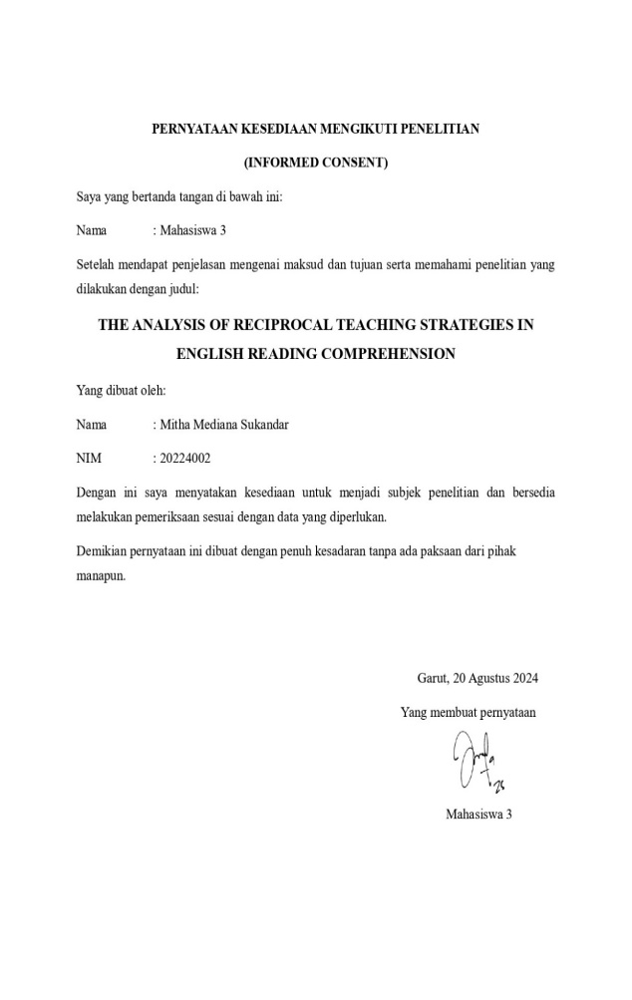 PERNYATAAN KESEDIAAN MENGIKUTI PENELITIAN
(INFORMED CONSENT)
Saya yang bertanda tangan di bawah ini:
Nama : Mahasiswa 3
Setelah mendapat penjelasan mengenai maksud dan tujuan serta memahami penelitian yang
dilakukan dengan judul:
THE ANALYSIS OF RECIPROCAL TEACHING STRATEGIES IN
ENGLISH READING COMPREHENSION
Yang dibuat oleh:
Nama : Mitha Mediana Sukandar
NIM : 20224002
Dengan ini saya menyatakan kesediaan untuk menjadi subjek penelitian dan bersedia
melakukan pemeriksaan sesuai dengan data yang diperlukan.
Demikian pernyataan ini dibuat dengan penuh kesadaran tanpa ada paksaan dari pihak
manapun.
Garut, 20 Agustus 2024
Yang membuat pernyataan
Mahasiswa 3